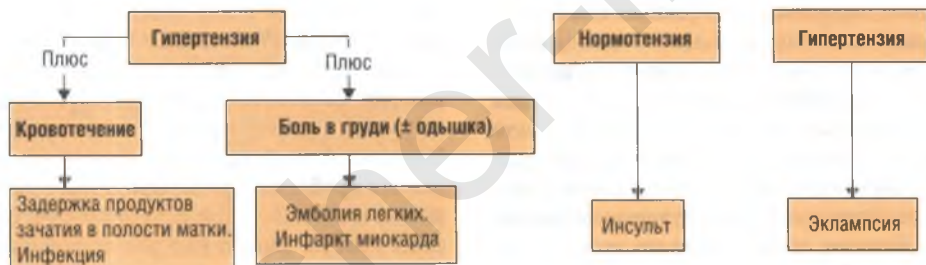 Гипертензия
Нормотензия
Гипертензия
Плюс
Плюс
Кровотечение
Боль в груди (± одышка)
Задержка продуктов
зачатия в полости матки.
Инфекция
Эмболия легких.
Инфаркт миокарда
Инсульт
Эклампсия